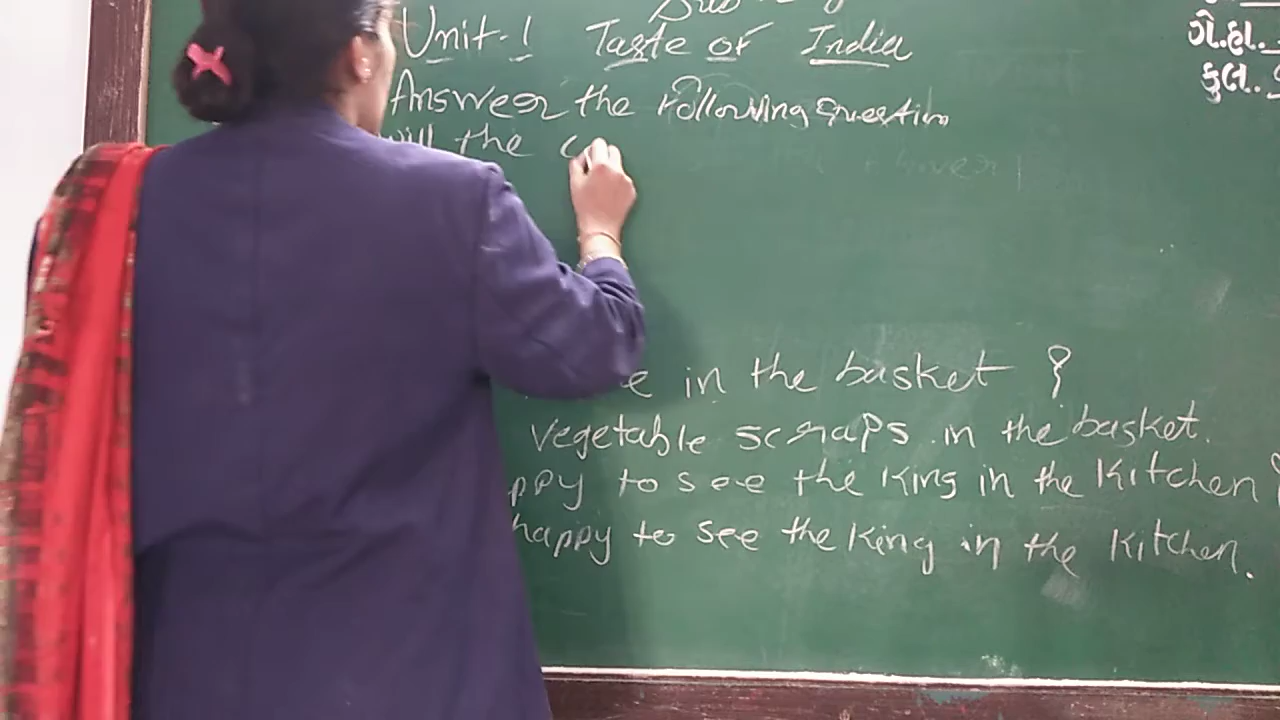 Unit-1 Taste of India
Answer the Following Question
the
in the basket ?
vegetable scraps in the basket.
ppy to see the King in the Kitchen ?
happy to see the King in the Kitchen.
ગે.હા.
કુલ.